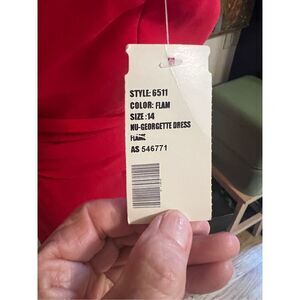 STYLE: 6511
COLOR: FLAM
SIZE :14
NU-GEORGETTE DRESS
FLAME
AS 546771